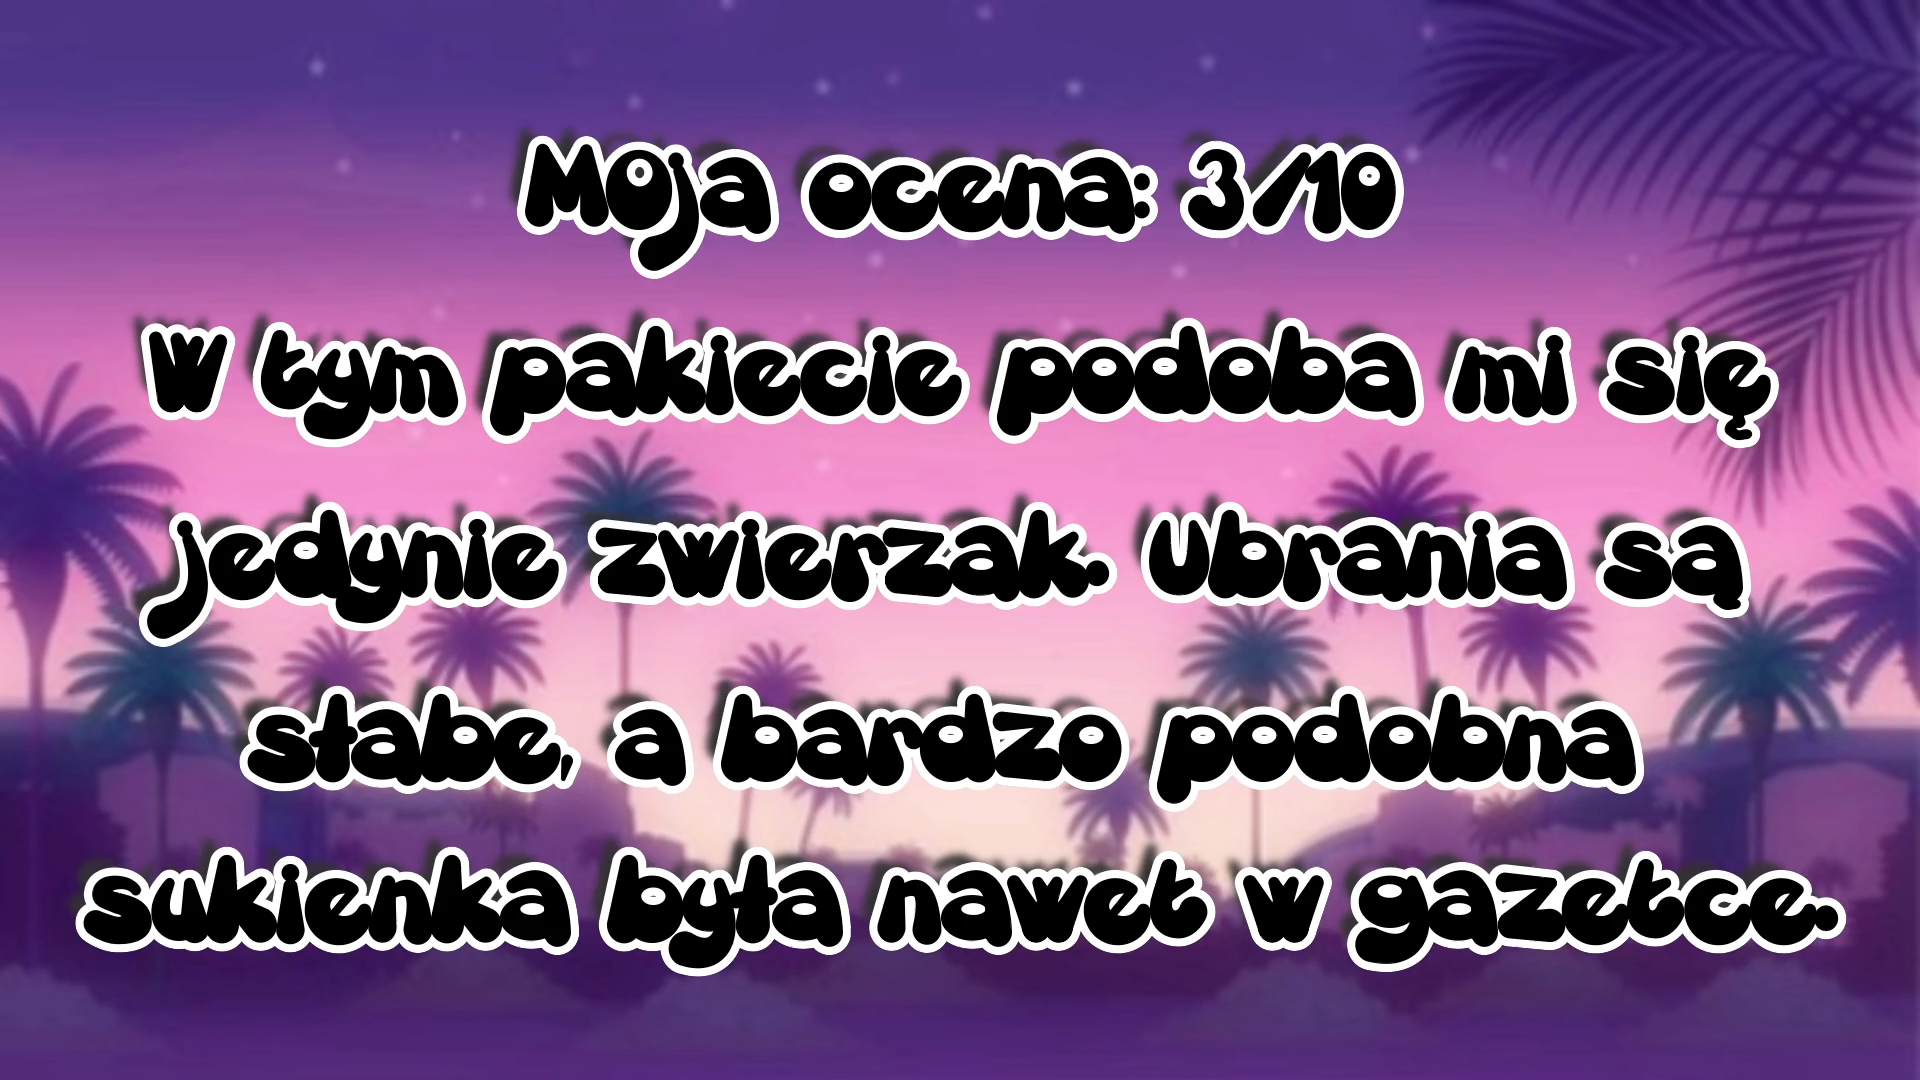 Moja ocena: 3/10
W tym pakiecie podoba mi się
jedynie zwierzak. Ubrania są
słabe, a bardzo podobna
sukienka była nawet w gazetce.